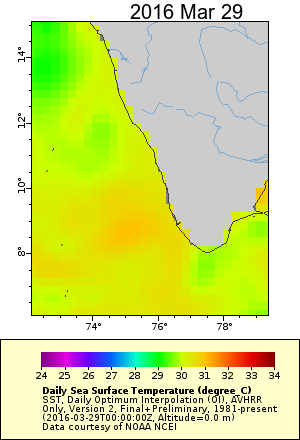 2016 Mar 29
14°
12°
10°
8°
74°
76°
78°
24 25 26 27 28 29 30 31 32 33 34
Daily Sea Surface Temperature (degree_C)
SST, Daily Optimum Interpolation (OI), AVHRR
Only, Version 2, Final+Preliminary, 1981-present
(2016-03-29T00:00:00Z, Altitude=0.0 m)
Data courtesy of NOAA NCEI